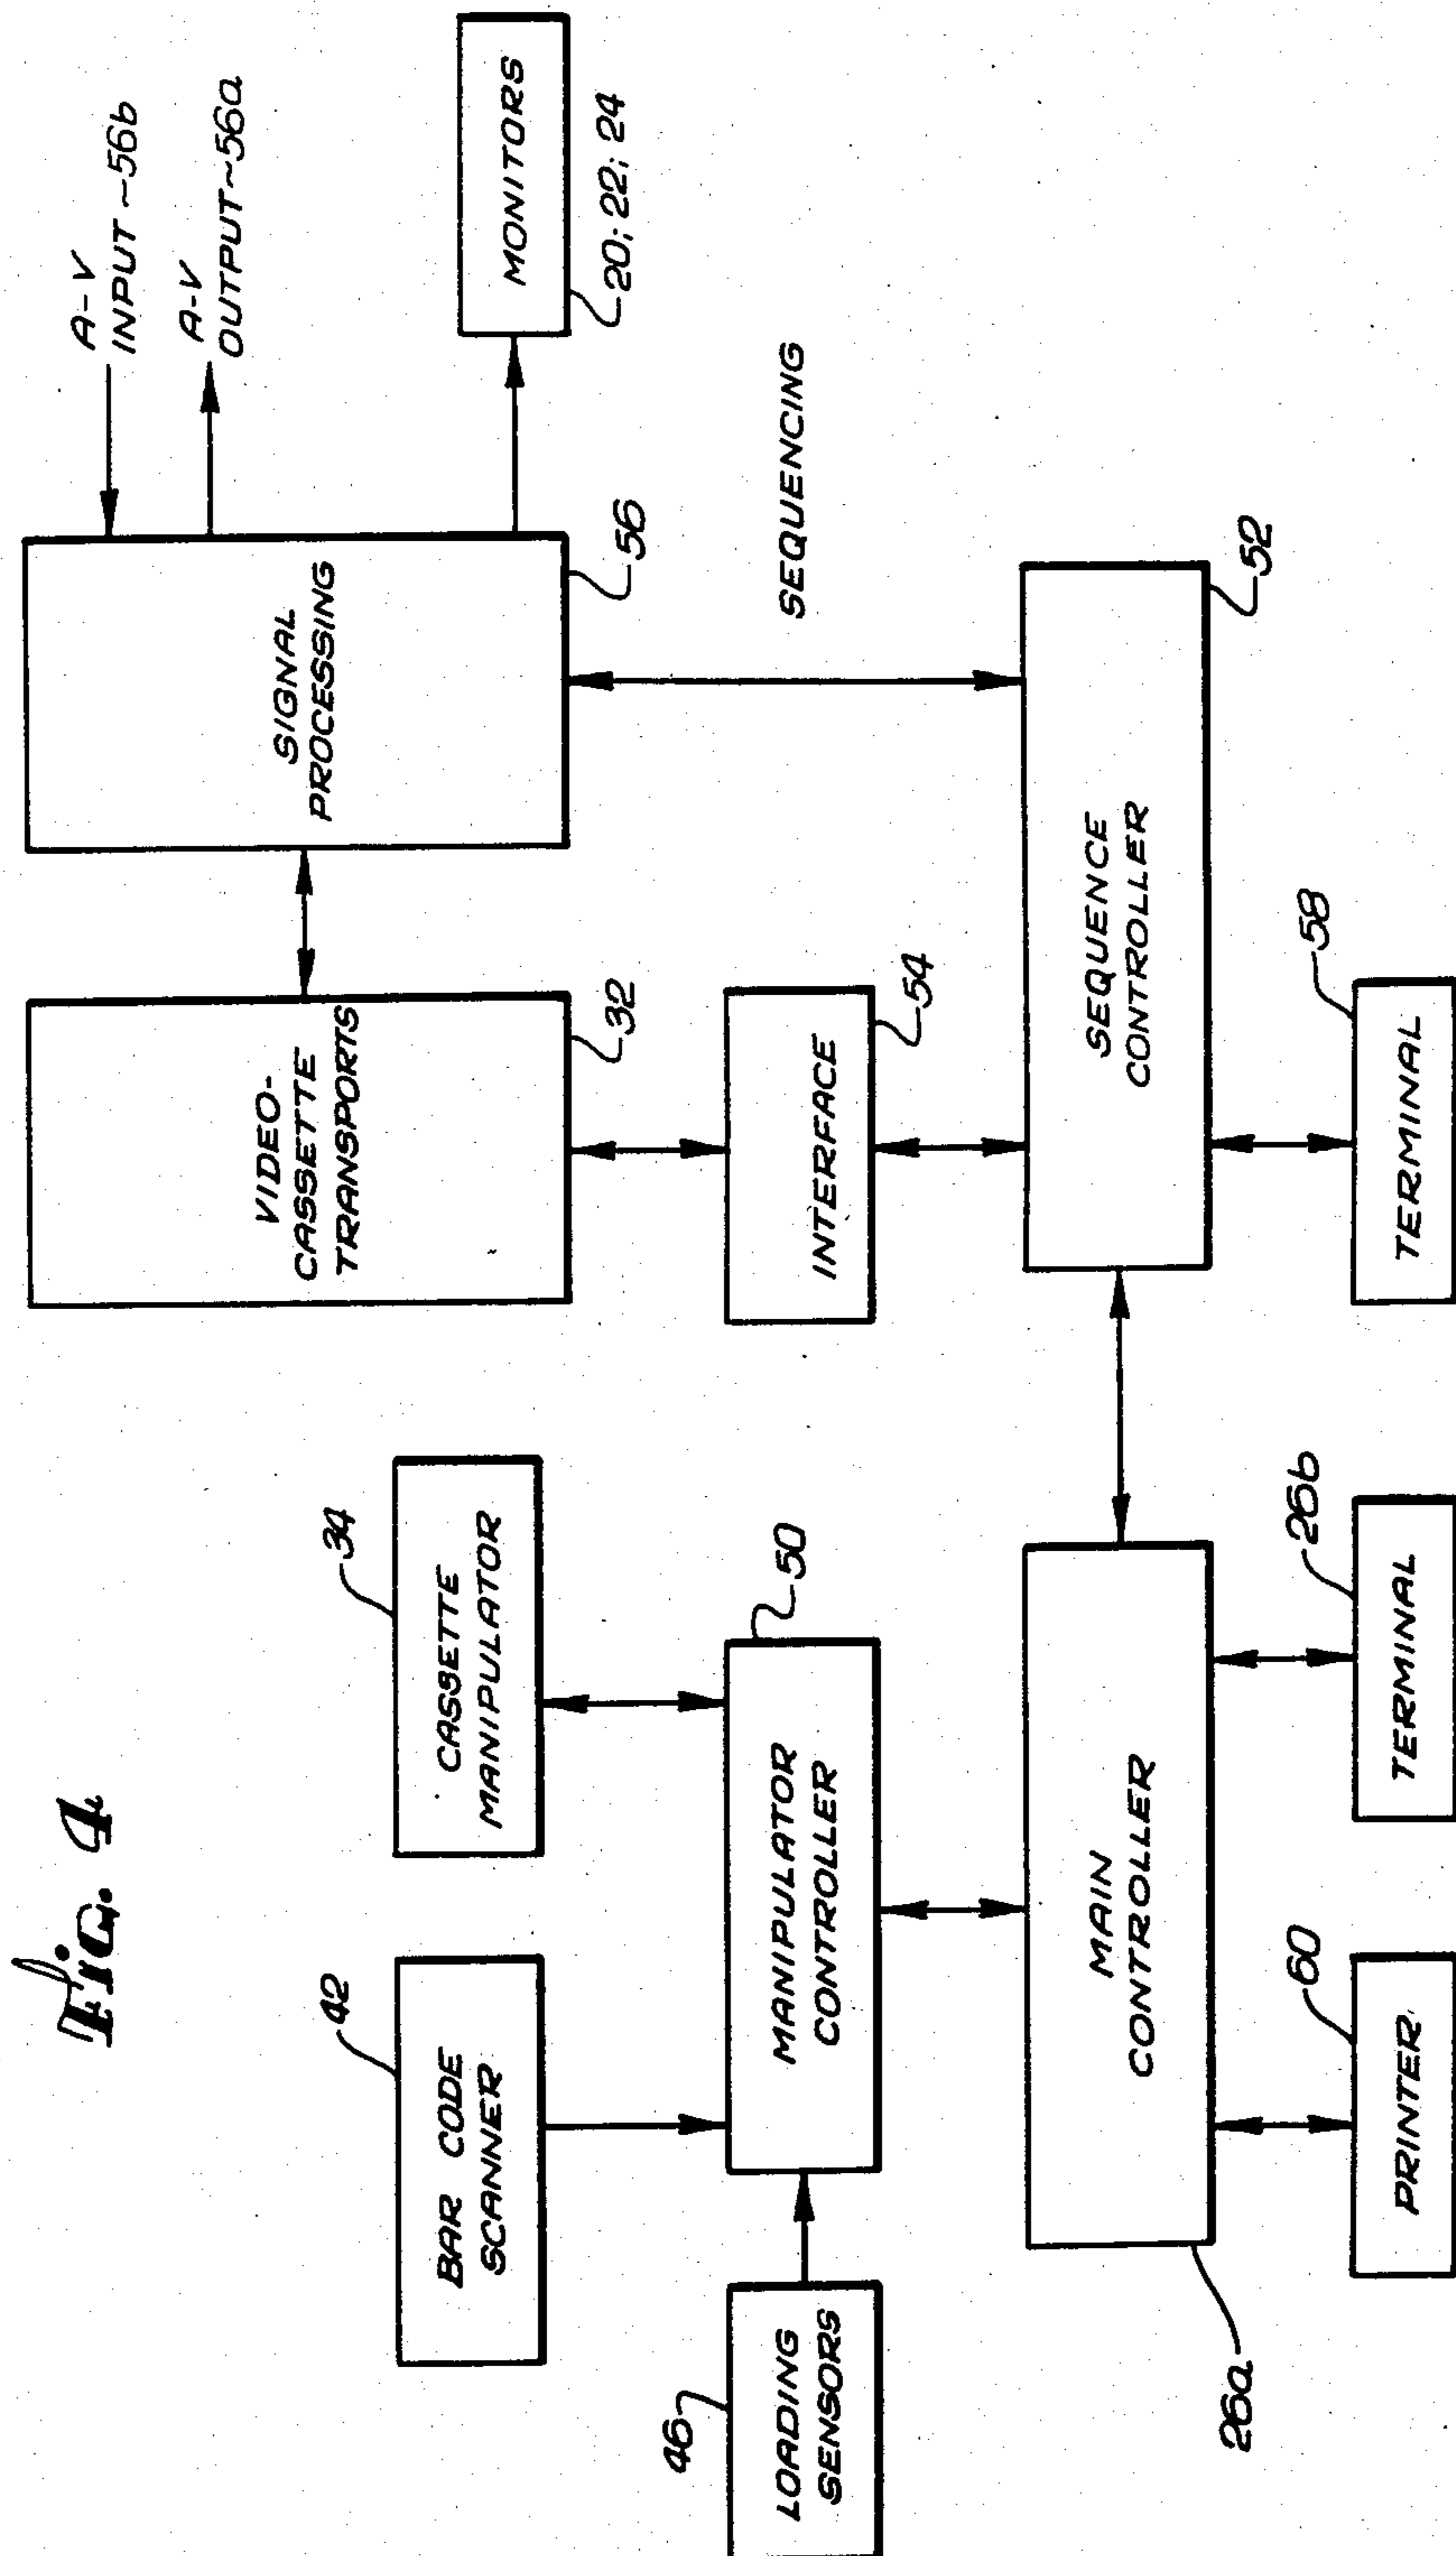 Fig. 4
42
BAR CODE
SCANNER
34
CASSETTE
MANIPULATOR
VIDEO-
CASSETTE
TRANSPORTS
32
SIGNAL
PROCESSING
56
A-V
INPUT ~56b
A-V
OUTPUT ~56a
MONITORS
20; 22; 24
46
LOADING
SENSORS
MANIPULATOR
CONTROLLER
50
INTERFACE
54
SEQUENCING
26a
MAIN
CONTROLLER
SEQUENCE
CONTROLLER
52
60
PRINTER
26b
TERMINAL
58
TERMINAL